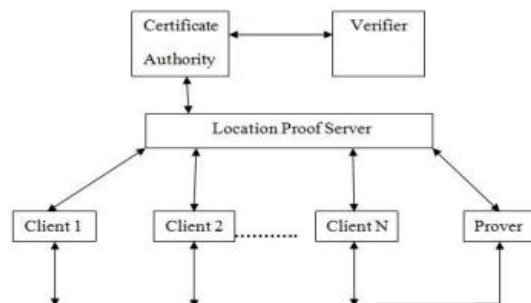 Certificate
Authority
Verifier
Location Proof Server
Client 1
Client 2
Client N
Prover